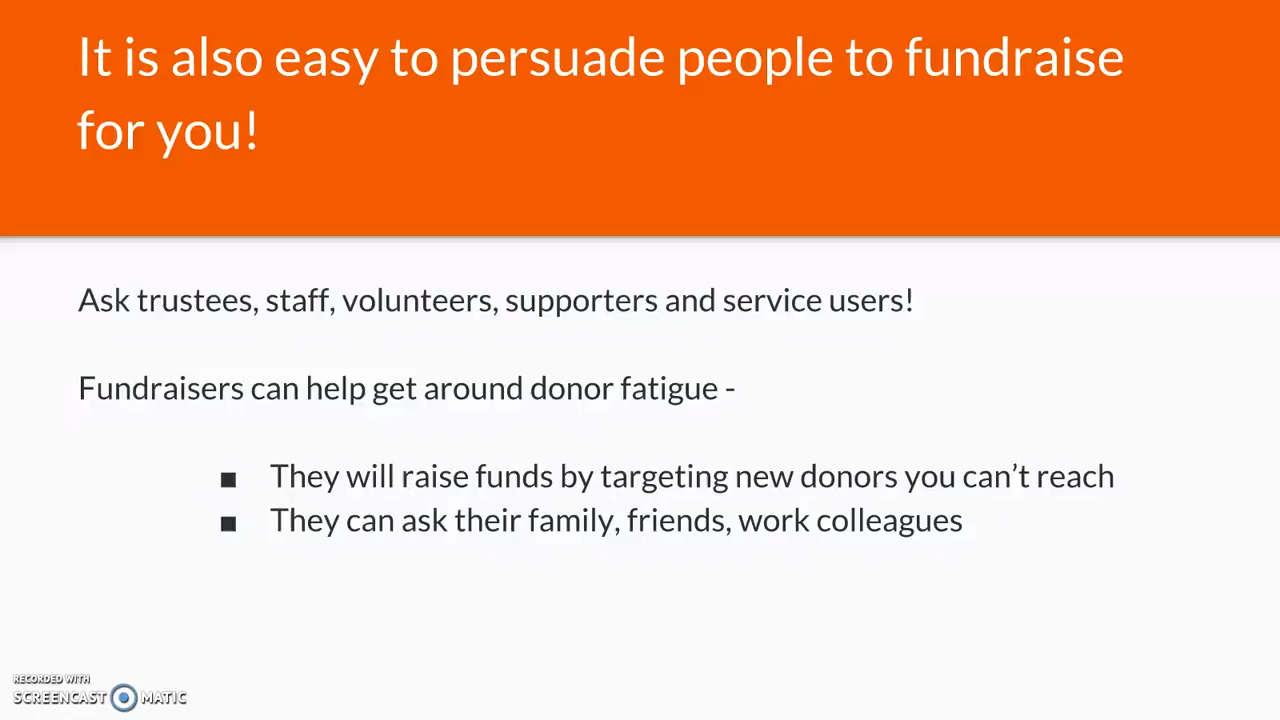 It is also easy to persuade people to fundraise
for you!
Ask trustees, staff, volunteers, supporters and service users!
Fundraisers can help get around donor fatigue -
■ They will raise funds by targeting new donors you can’t reach
■ They can ask their family, friends, work colleagues
RECORDED WITH
SCREENCAST MATIC